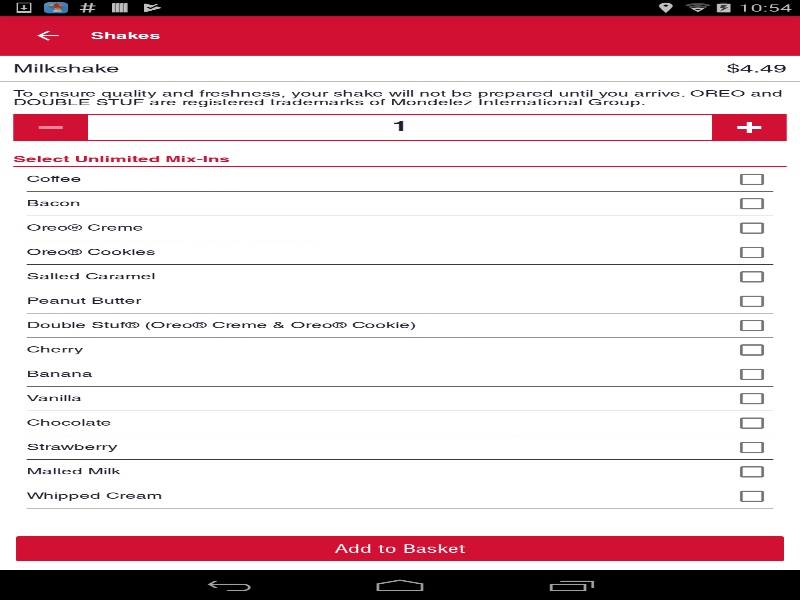 10:54
Shakes
Milkshake $4.49
To ensure quality and freshness, your shake will not be prepared until you arrive. OREO and
DOUBLE STUF are registered trademarks of Mondelez International Group.
1
Select Unlimited Mix-Ins
Coffee
Bacon
Oreo® Creme
Oreo® Cookies
Salted Caramel
Peanut Butter
Double Stuf® (Oreo® Creme & Oreo® Cookie)
Cherry
Banana
Vanilla
Chocolate
Strawberry
Malted Milk
Whipped Cream
Add to Basket